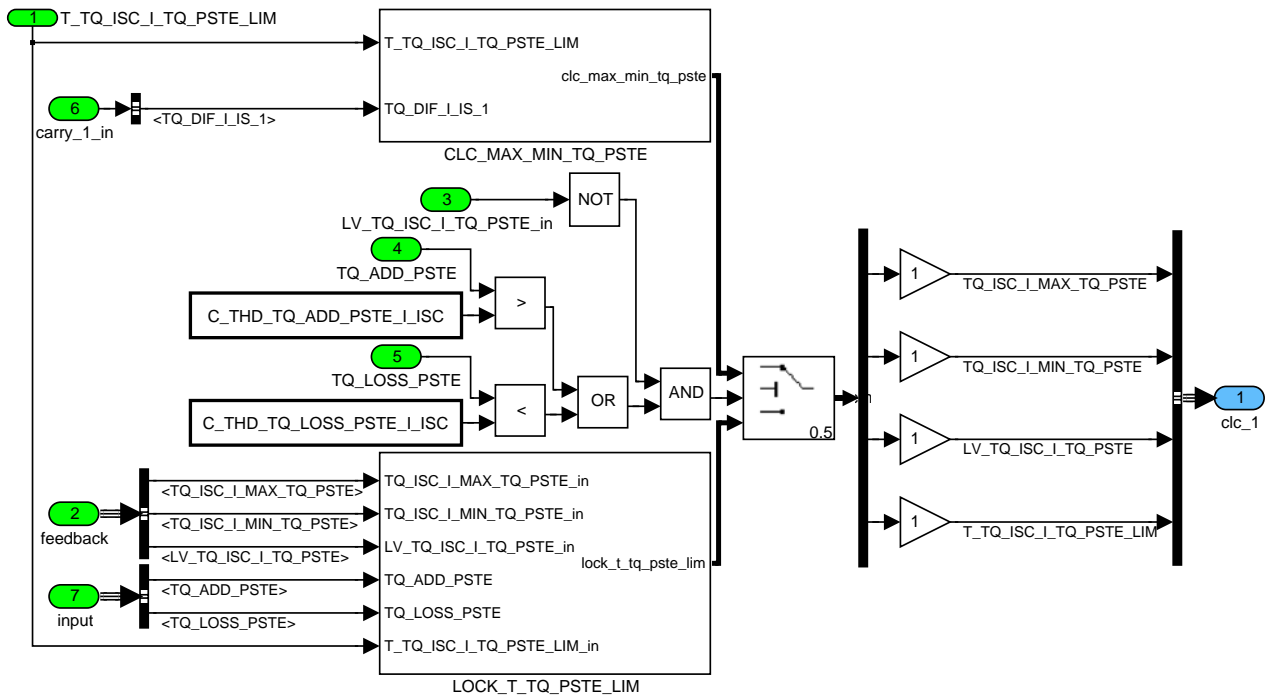 1
T_TQ_ISC_I_TQ_PSTE_LIM
T_TQ_ISC_I_TQ_PSTE_LIM
clc_max_min_tq_pste
6
carry_1_in
<TQ_DIF_I_IS_1>
TQ_DIF_I_IS_1
CLC_MAX_MIN_TQ_PSTE
3
LV_TQ_ISC_I_TQ_PSTE_in
NOT
4
TQ_ADD_PSTE
C_THD_TQ_ADD_PSTE_I_ISC
>
5
TQ_LOSS_PSTE
C_THD_TQ_LOSS_PSTE_I_ISC
<
OR
AND
0.5
1
TQ_ISC_I_MAX_TQ_PSTE
1
TQ_ISC_I_MIN_TQ_PSTE
1
LV_TQ_ISC_I_TQ_PSTE
1
T_TQ_ISC_I_TQ_PSTE_LIM
1
clc_1
2
feedback
<TQ_ISC_I_MAX_TQ_PSTE>
<TQ_ISC_I_MIN_TQ_PSTE>
<LV_TQ_ISC_I_TQ_PSTE>
7
input
<TQ_ADD_PSTE>
<TQ_LOSS_PSTE>
TQ_ISC_I_MAX_TQ_PSTE_in
TQ_ISC_I_MIN_TQ_PSTE_in
LV_TQ_ISC_I_TQ_PSTE_in
lock_t_tq_pste_lim
TQ_ADD_PSTE
TQ_LOSS_PSTE
T_TQ_ISC_I_TQ_PSTE_LIM_in
LOCK_T_TQ_PSTE_LIM